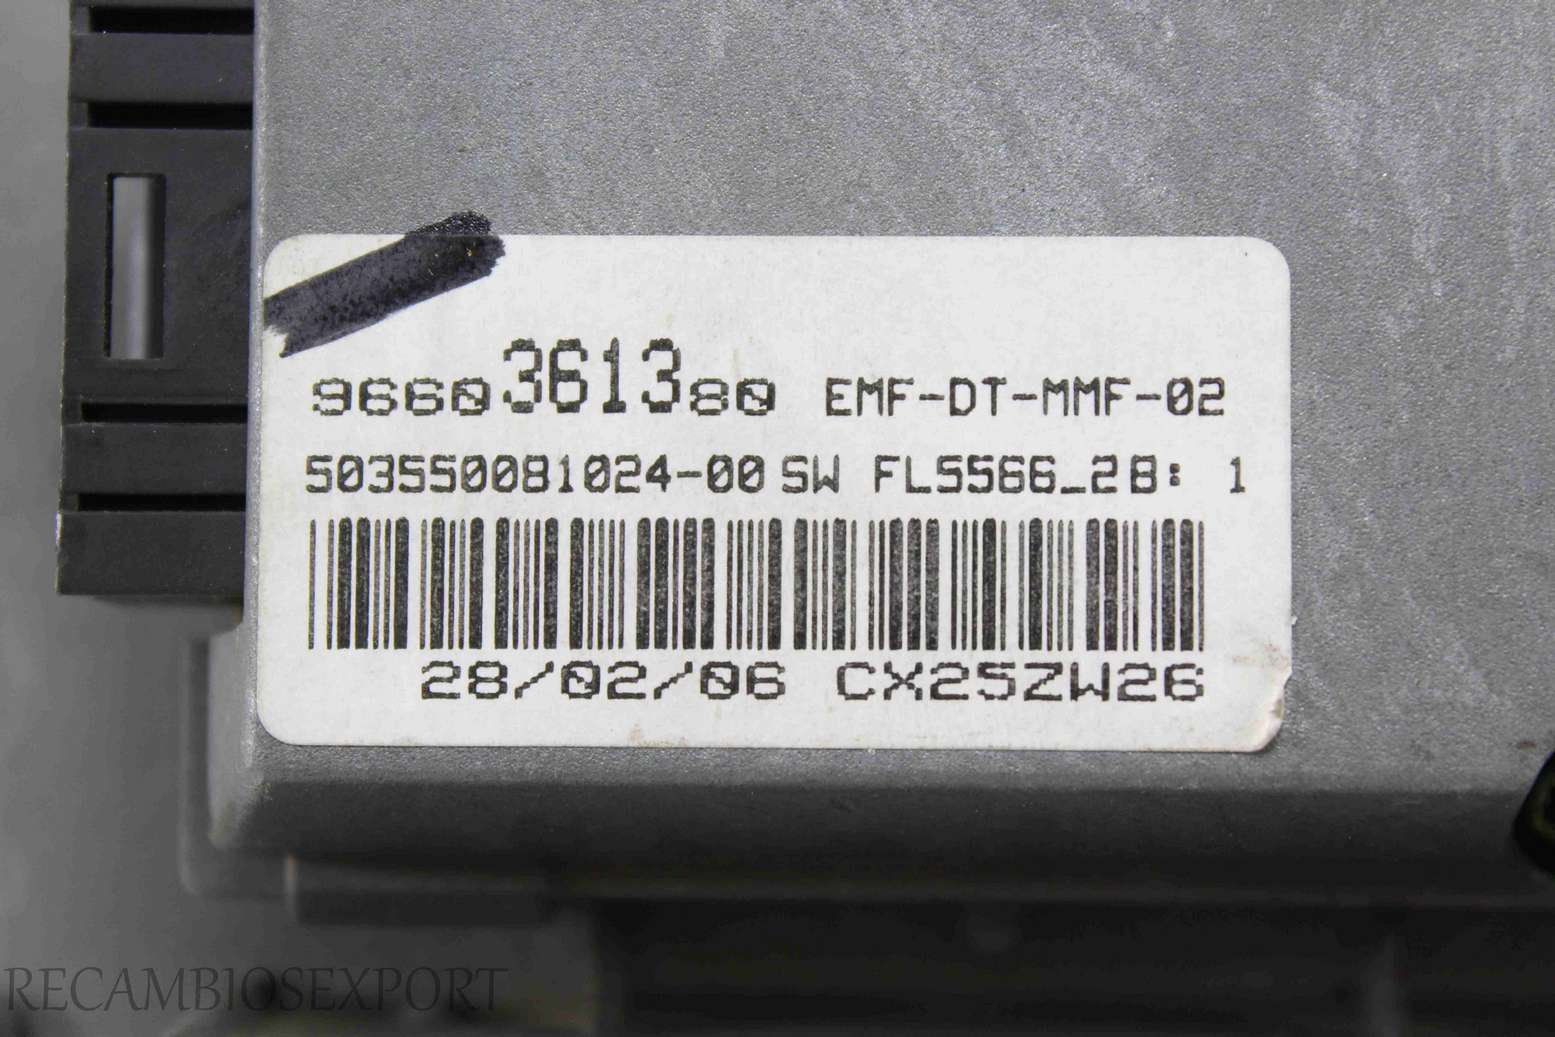 9660361380 EMF-DT-MMF-02
503550081024-00 SW FL5566_28: 1
28/02/06 CX25ZW26
RECAMBIOSEXPORT